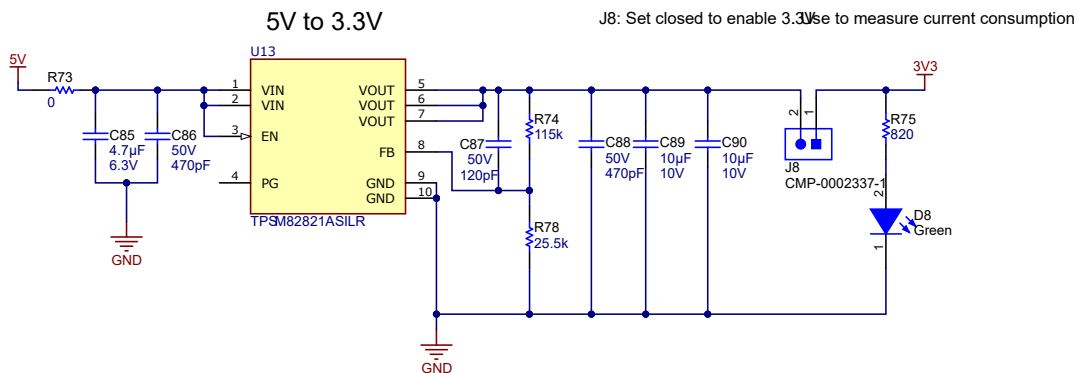 5V to 3.3V
J8: Set closed to enable 3.3V. Use to measure current consumption
U13
5V
3V3
R73
0
1
VIN
2
VIN
3
EN
4
PG
VOUT
5
VOUT
6
VOUT
7
FB
8
GND
9
GND
10
TPSM82821ASILR
C85
4.7µF
6.3V
C86
50V
470pF
GND
C87
50V
120pF
R74
115k
R78
25.5k
C88
50V
470pF
C89
10µF
10V
C90
10µF
10V
2
1
J8
CMP-0002337-1
R75
820
2
D8
Green
1
GND